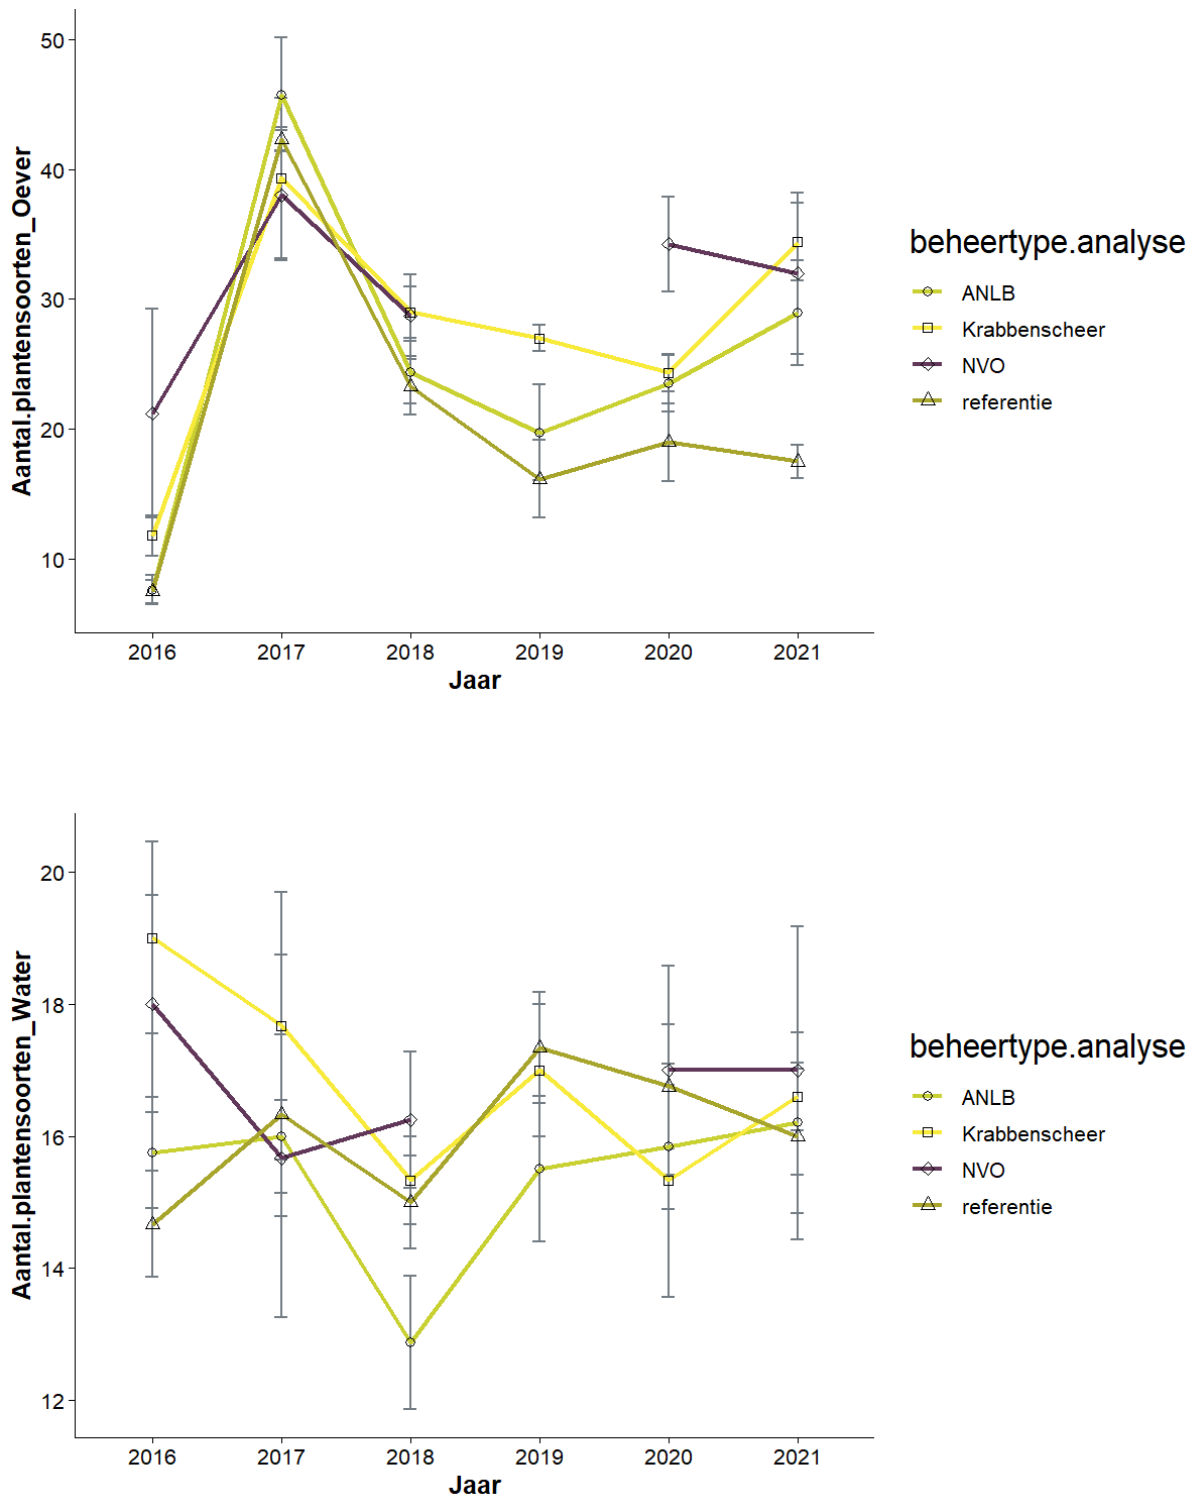 Aantal.plantensoorten_Oever
50
40
30
20
10
2016 2017 2018 2019 2020 2021
Jaar
beheertype.analyse
ANLB
Krabbenscheer
NVO
referentie
Aantal.plantensoorten_Water
20
18
16
14
12
2016 2017 2018 2019 2020 2021
Jaar
beheertype.analyse
ANLB
Krabbenscheer
NVO
referentie